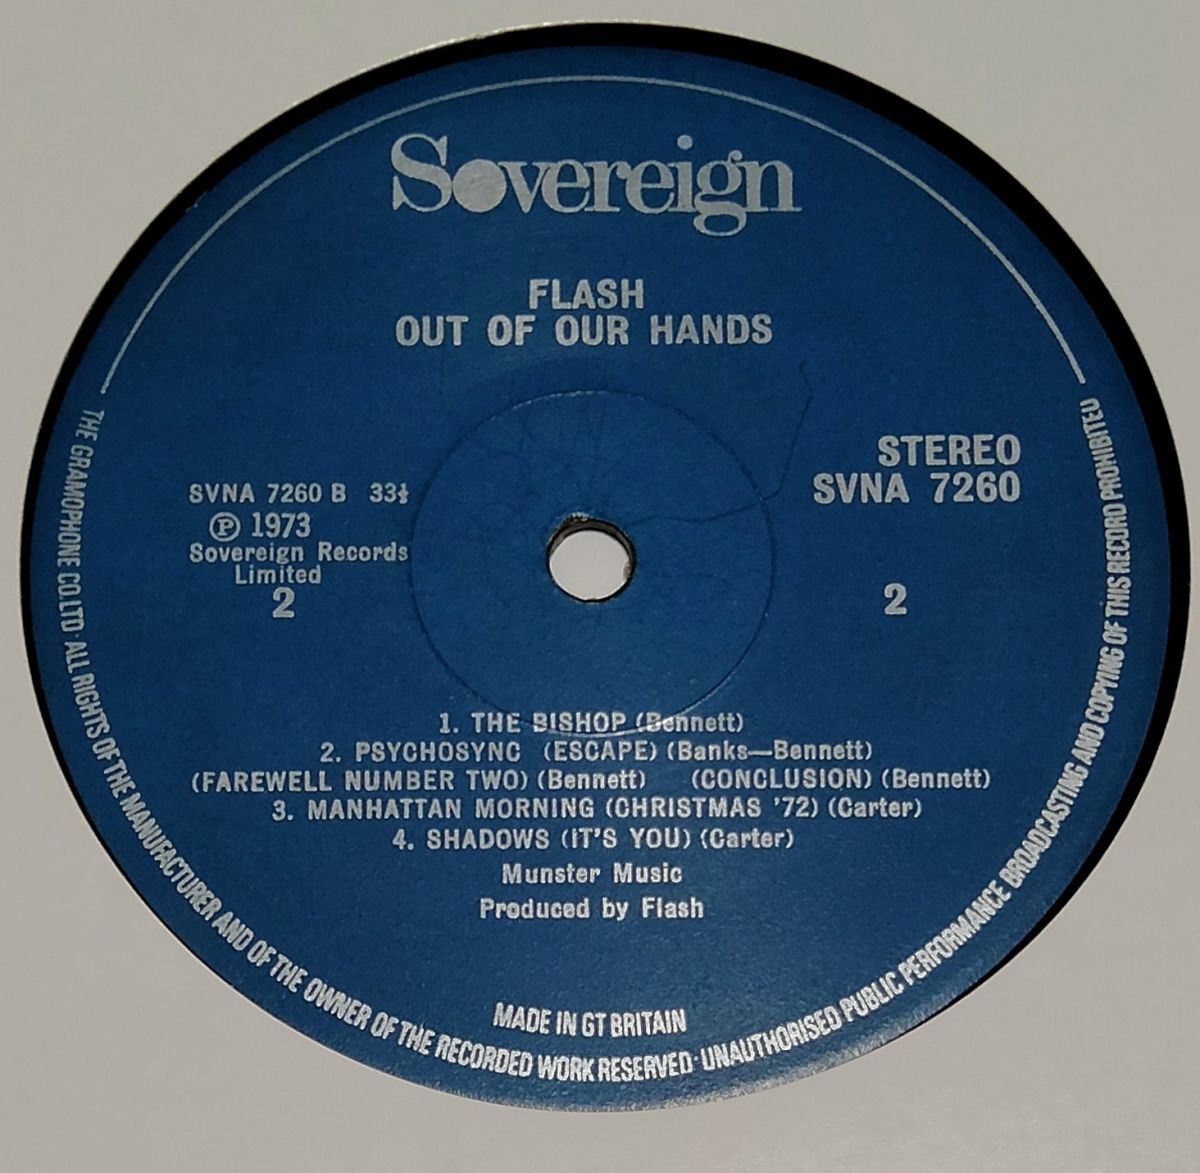 Sovereign
FLASH
OUT OF OUR HANDS
STEREO
SVNA 7260
SVNA 7260 B 33⅓
Ⓟ 1973
Sovereign Records
Limited
2
2
1. THE BISHOP (Bennett)
2. PSYCHOSYNC (ESCAPE) (Banks—Bennett)
(FAREWELL NUMBER TWO) (Bennett) (CONCLUSION) (Bennett)
3. MANHATTAN MORNING (CHRISTMAS '72) (Carter)
4. SHADOWS (IT'S YOU) (Carter)
Munster Music
Produced by Flash
MADE IN GT BRITAIN
THE GRAMOPHONE CO. LTD · ALL RIGHTS OF THE MANUFACTURER AND OF THE OWNER OF THE RECORDED WORK RESERVED · UNAUTHORISED PUBLIC PERFORMANCE BROADCASTING AND COPYING OF THIS RECORD PROHIBITED